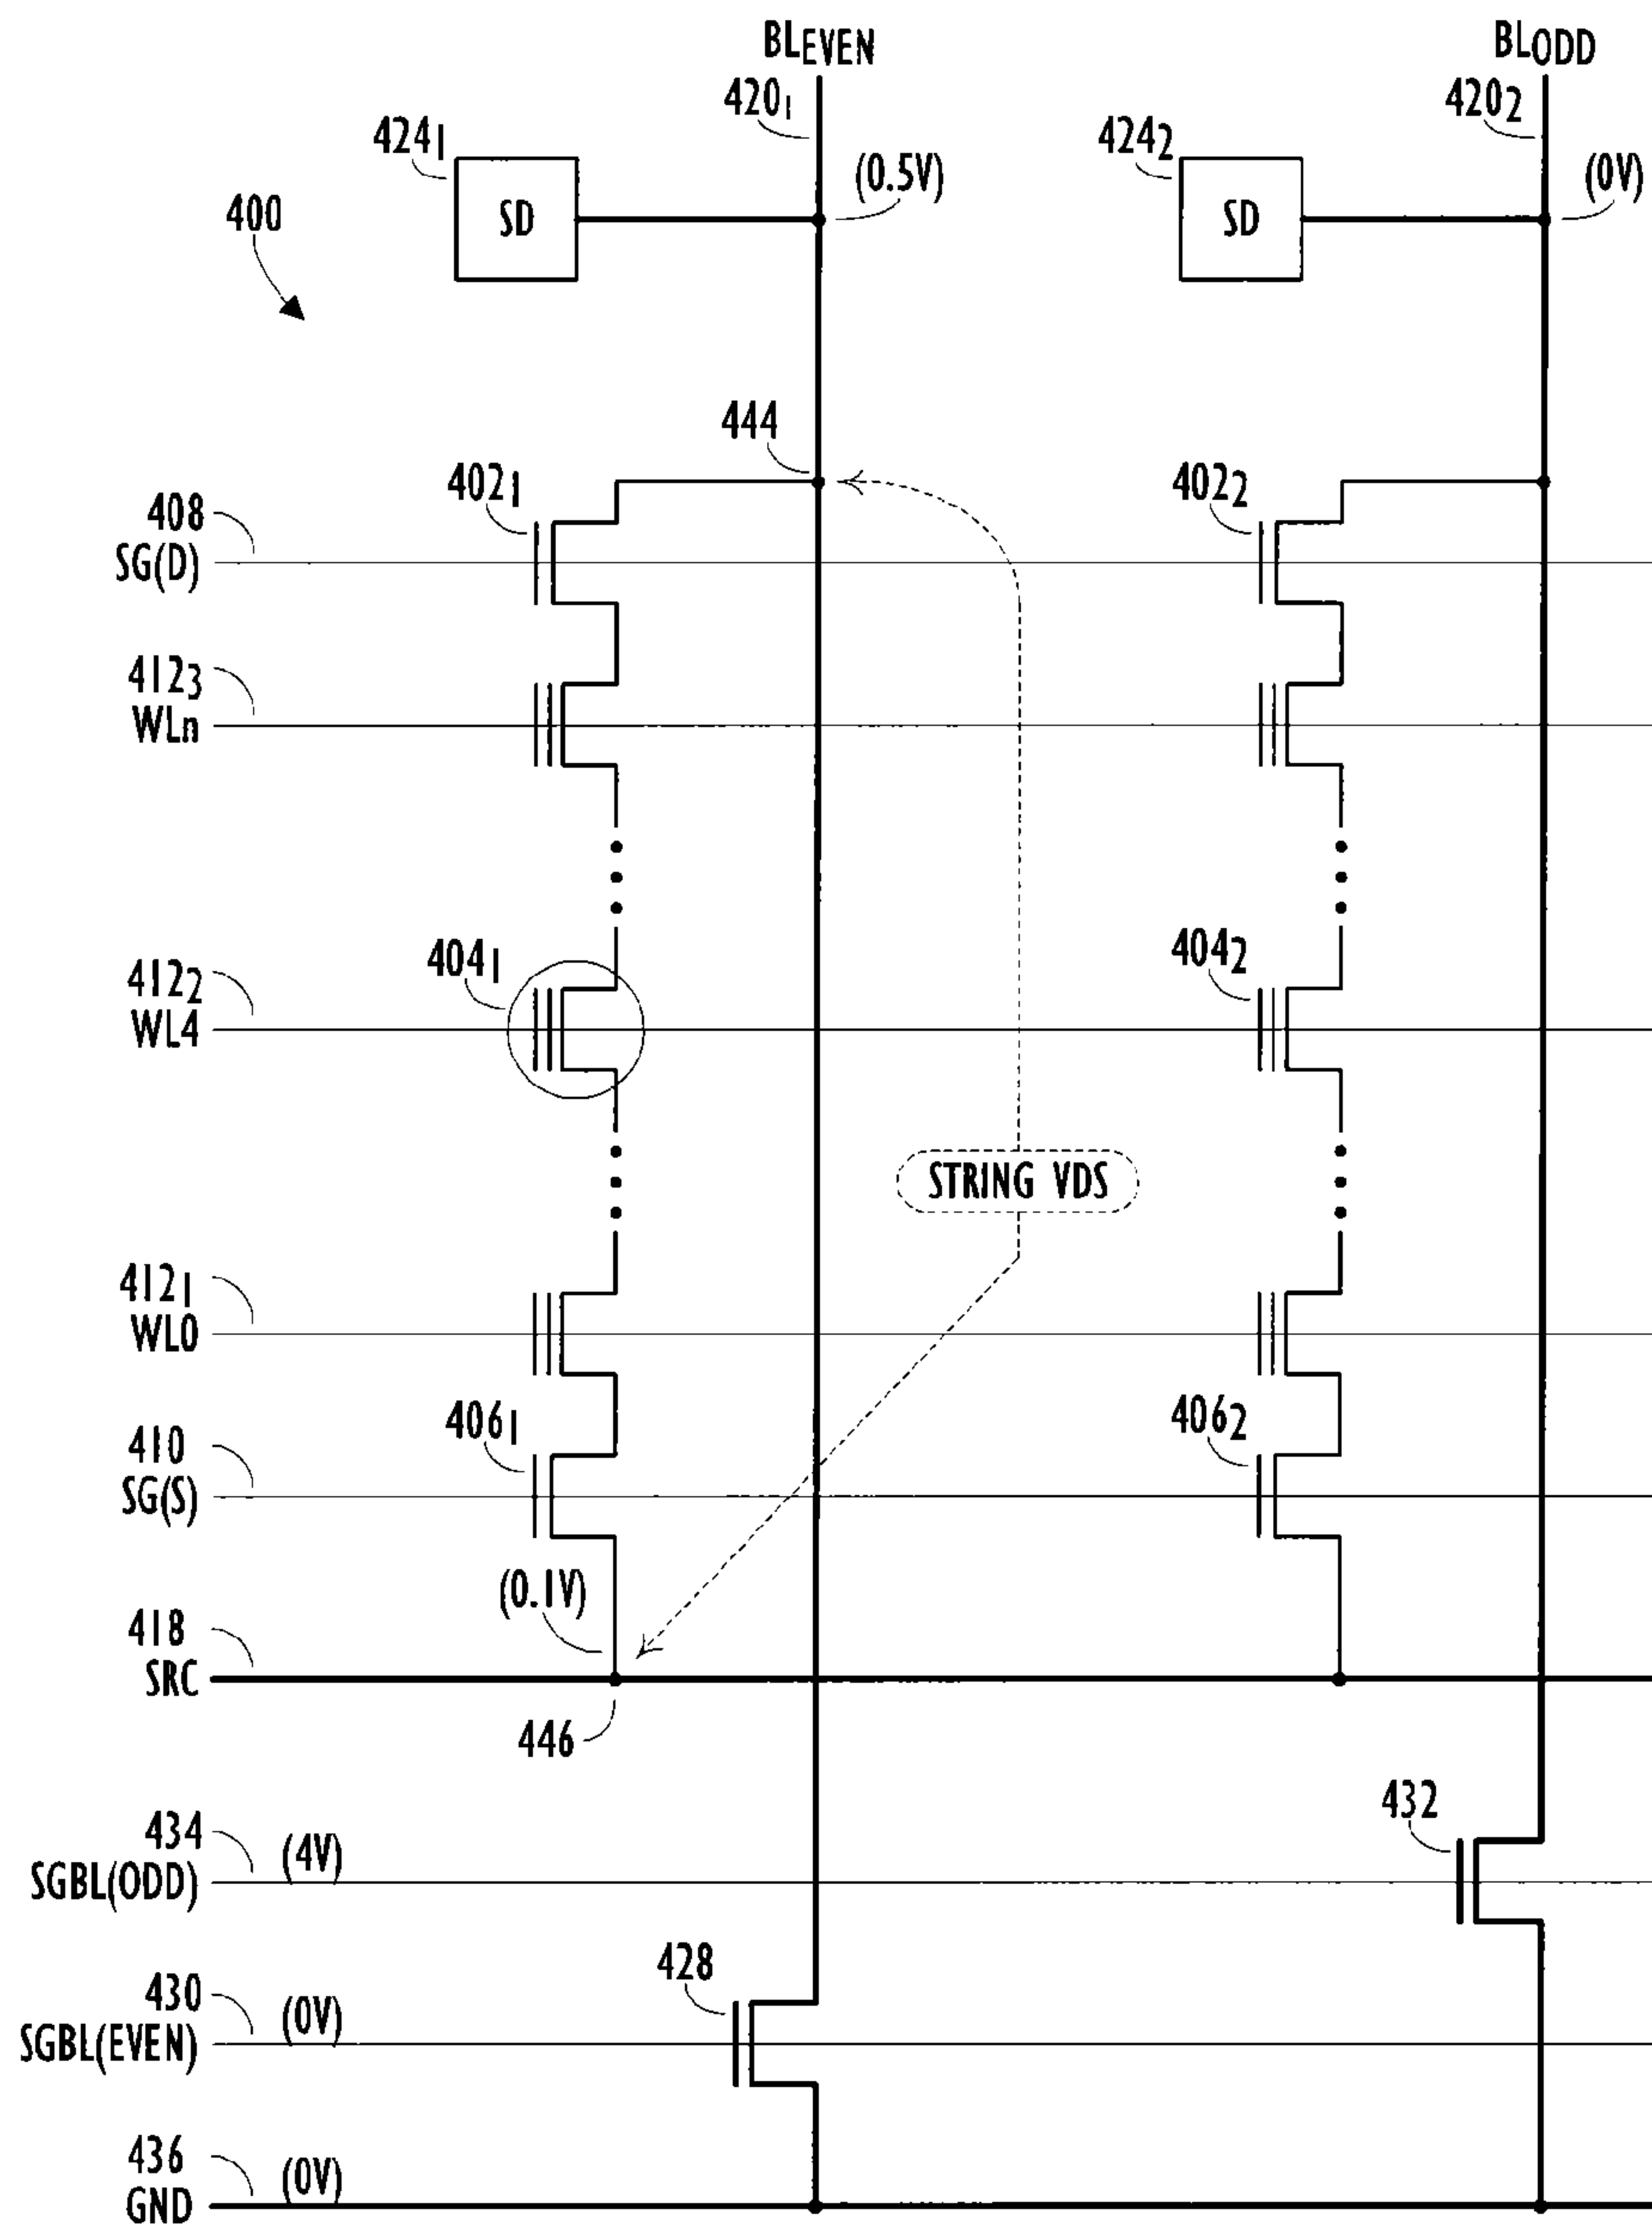 BLEVEN
BLODD
420₁
420₂
424₁
424₂
(0.5V)
(0V)
SD
SD
400
444
402₁
402₂
408
SG(D)
412₃
WLn
404₁
404₂
412₂
WL4
STRING VDS
412₁
WL0
406₁
406₂
410
SG(S)
(0.1V)
418
SRC
446
432
434
(4V)
SGBL(ODD)
428
430
(0V)
SGBL(EVEN)
436
(0V)
GND